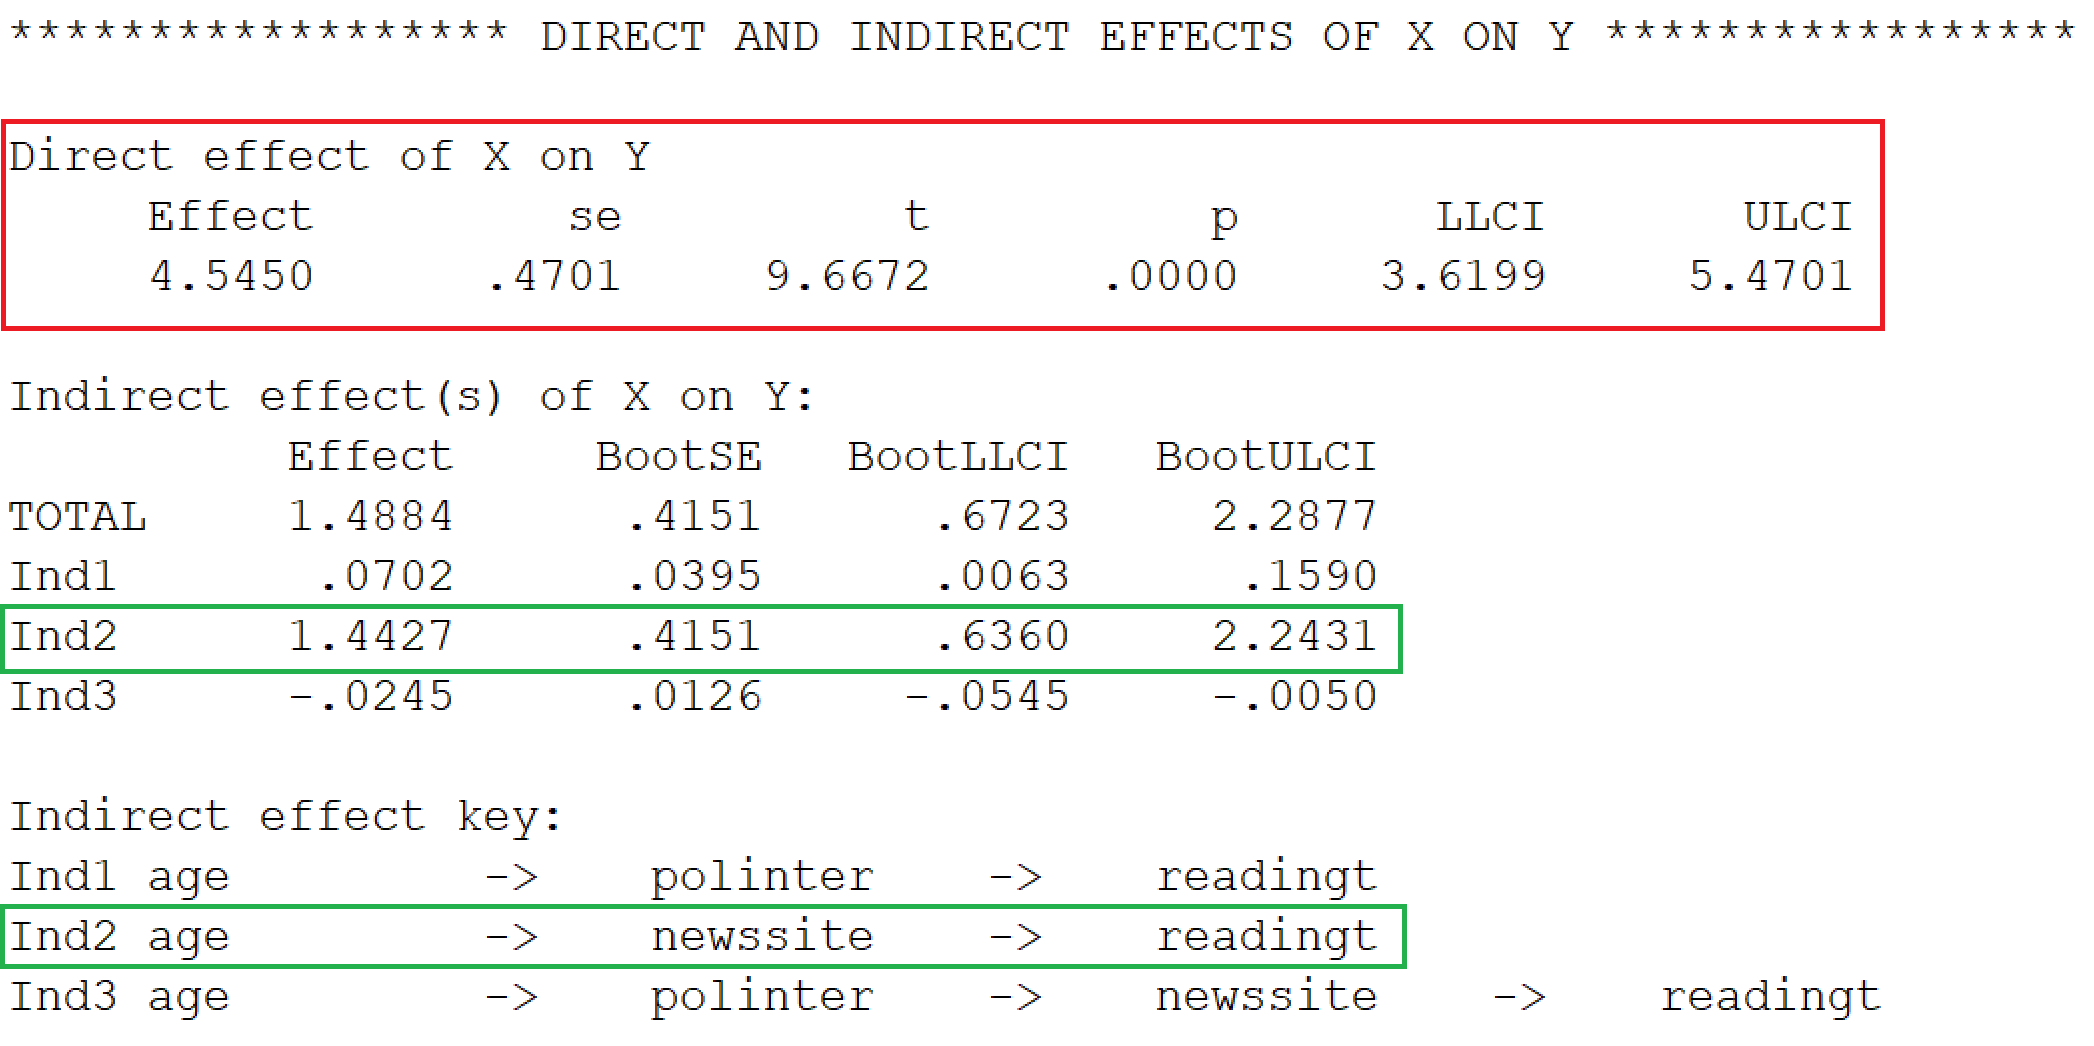 ****************** DIRECT AND INDIRECT EFFECTS OF X ON Y *****************
Direct effect of X on Y
Effect se t p LLCI ULCI
4.5450 .4701 9.6672 .0000 3.6199 5.4701
Indirect effect(s) of X on Y:
Effect BootSE BootLLCI BootULCI
TOTAL 1.4884 .4151 .6723 2.2877
Ind1 .0702 .0395 .0063 .1590
Ind2 1.4427 .4151 .6360 2.2431
Ind3 -.0245 .0126 -.0545 -.0050
Indirect effect key:
Ind1 age -> polinter -> readingt
Ind2 age -> newssite -> readingt
Ind3 age -> polinter -> newssite -> readingt